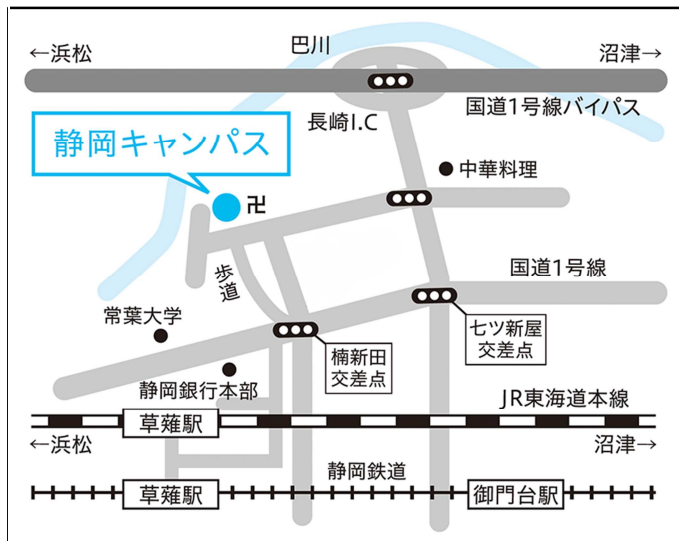 巴川
←浜松
沼津→
国道1号線バイパス
長崎I.C
静岡キャンパス
中華料理
卍
歩道
国道1号線
常葉大学
七ツ新屋
交差点
楠新田
交差点
静岡銀行本部
JR東海道本線
草薙駅
←浜松
沼津→
静岡鉄道
草薙駅
御門台駅